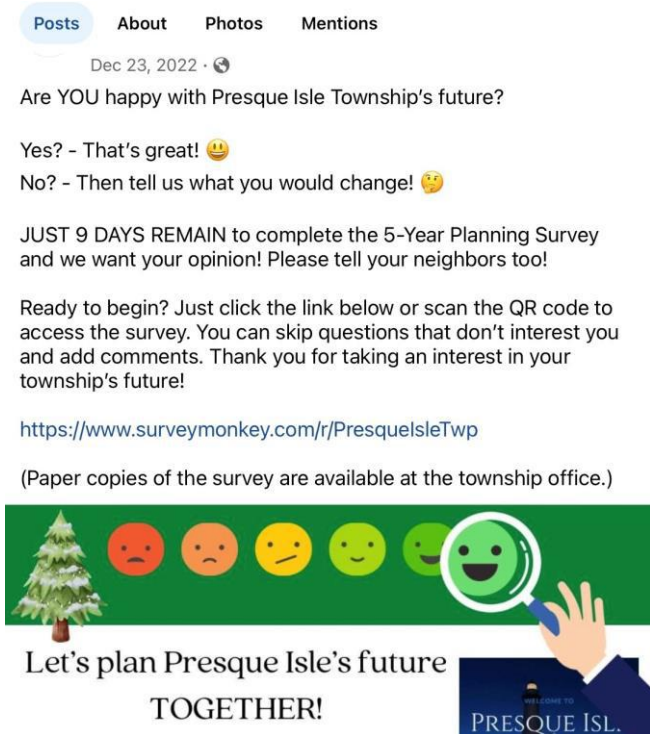 Posts About Photos Mentions
Dec 23, 2022 ·
Are YOU happy with Presque Isle Township's future?
Yes? - That's great! 😃
No? - Then tell us what you would change! 🤔
JUST 9 DAYS REMAIN to complete the 5-Year Planning Survey
and we want your opinion! Please tell your neighbors too!
Ready to begin? Just click the link below or scan the QR code to
access the survey. You can skip questions that don't interest you
and add comments. Thank you for taking an interest in your
township's future!
https://www.surveymonkey.com/r/PresqueIsleTwp
(Paper copies of the survey are available at the township office.)
Let's plan Presque Isle's future
TOGETHER!
WELCOME TO
PRESQUE ISL.